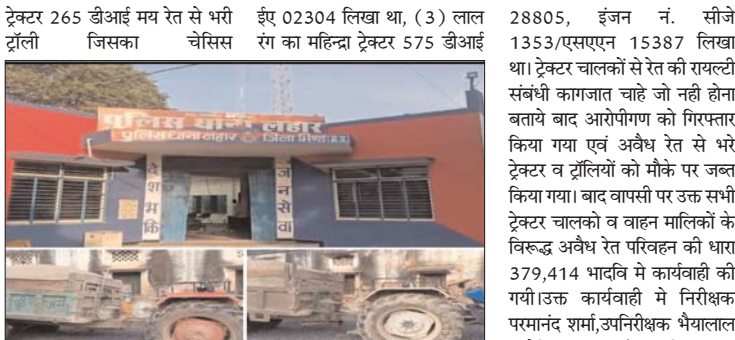 ट्रेक्टर 265 डीआई मय रेत से भरी
ट्रॉली जिसका चेसिस
ईए 02304 लिखा था, (3) लाल
रंग का महिन्द्रा ट्रेक्टर 575 डीआई
पुलिस थाना लहार
पुलिस थाना लहार जिला भिण्ड (म.प्र.)
देशभक्ति
जनसेवा
28805, इंजन नं. सीजे
1353/एसएएन 15387 लिखा
था। ट्रेक्टर चालकों से रेत की रायल्टी
संबंधी कागजात चाहे जो नही होना
बताये बाद आरोपीगण को गिरफ्तार
किया गया एवं अवैध रेत से भरे
ट्रेक्टर व ट्रॉलियों को मौके पर जब्त
किया गया। बाद वापसी पर उक्त सभी
ट्रेक्टर चालको व वाहन मालिकों के
विरूद्ध अवैध रेत परिवहन की धारा
379,414 भादवि मे कार्यवाही की
गयी।उक्त कार्यवाही मे निरीक्षक
परमानंद शर्मा,उपनिरीक्षक भैयालाल